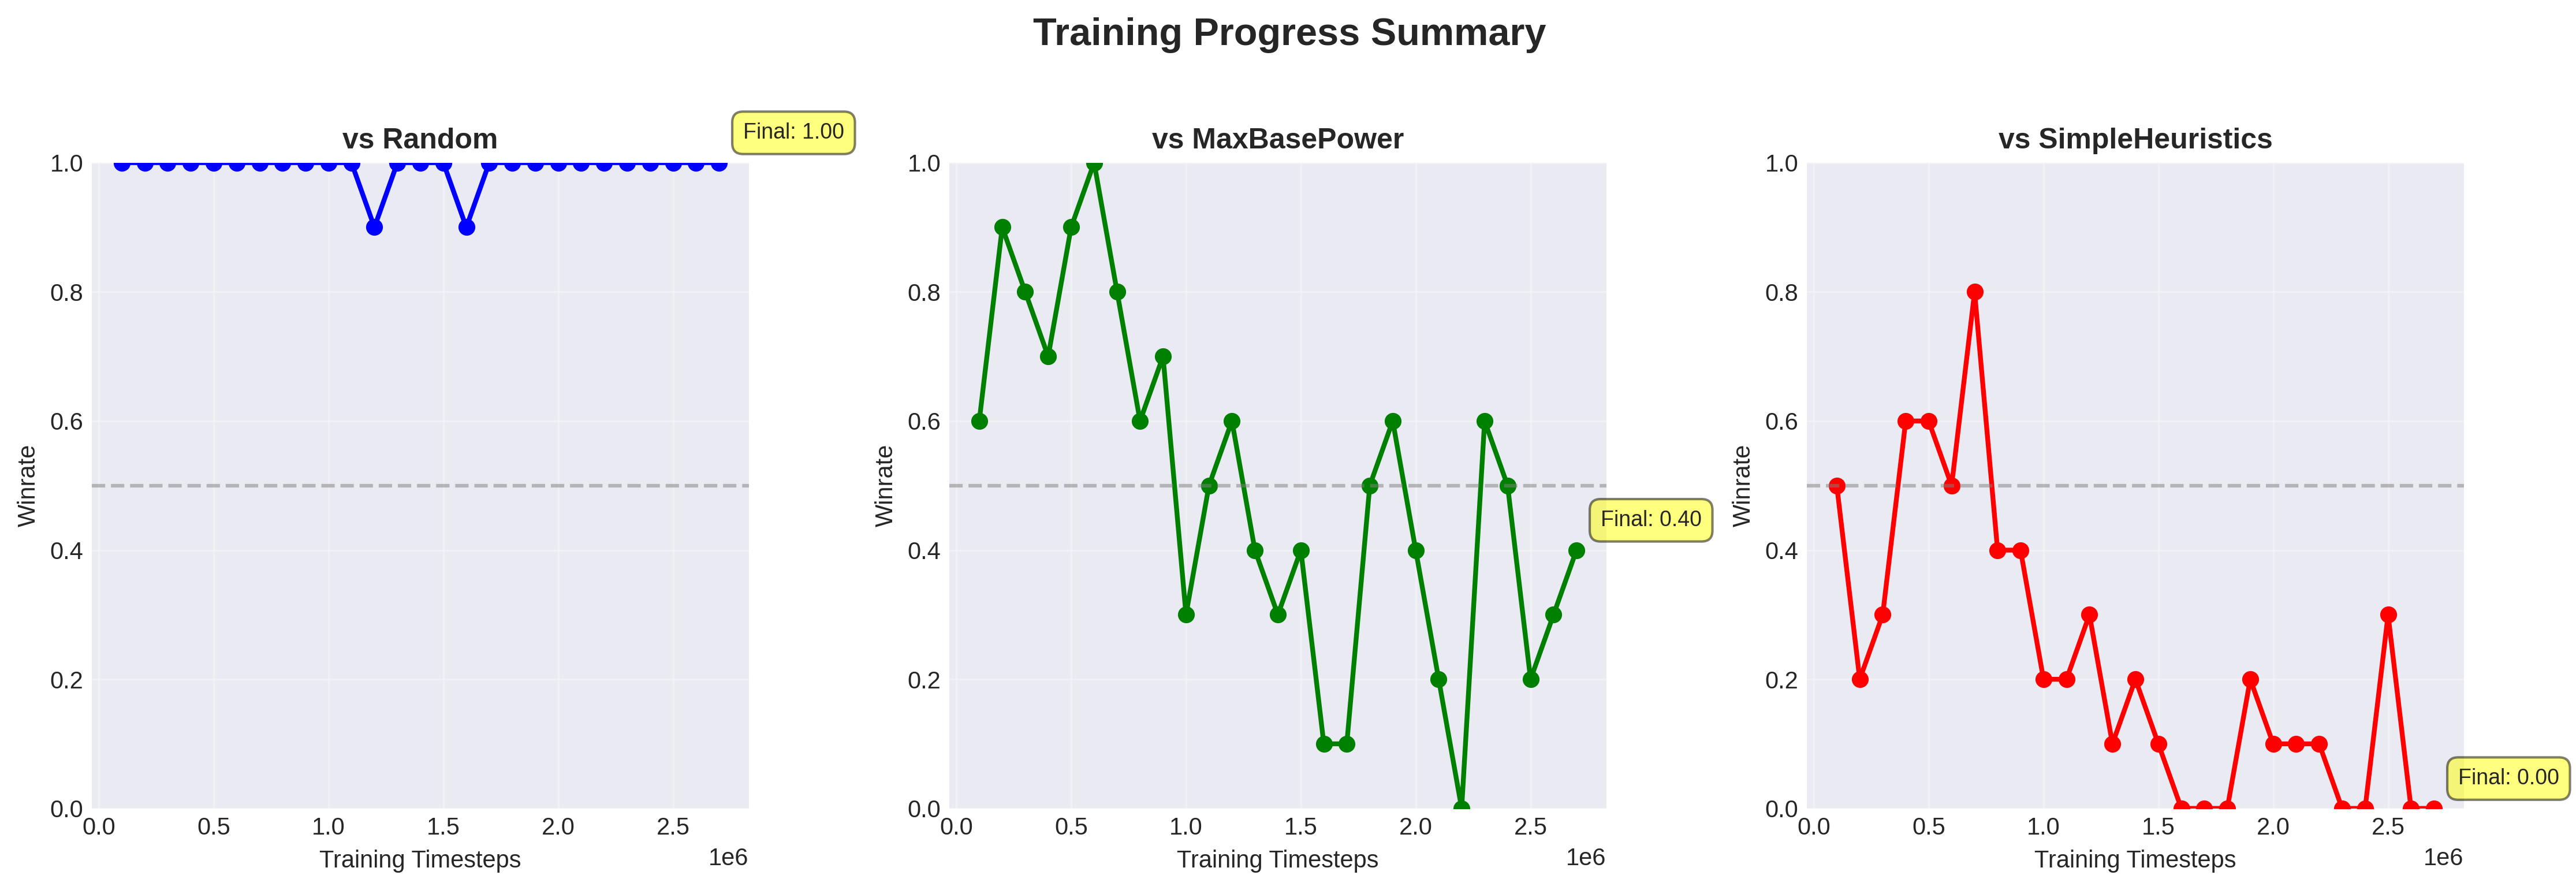 Training Progress Summary
vs Random
Final: 1.00
1.0
0.8
0.6
0.4
0.2
0.0
Winrate
0.0 0.5 1.0 1.5 2.0 2.5
1e6
Training Timesteps
vs MaxBasePower
Final: 0.40
1.0
0.8
0.6
0.4
0.2
0.0
Winrate
0.0 0.5 1.0 1.5 2.0 2.5
1e6
Training Timesteps
vs SimpleHeuristics
Final: 0.00
1.0
0.8
0.6
0.4
0.2
0.0
Winrate
0.0 0.5 1.0 1.5 2.0 2.5
1e6
Training Timesteps